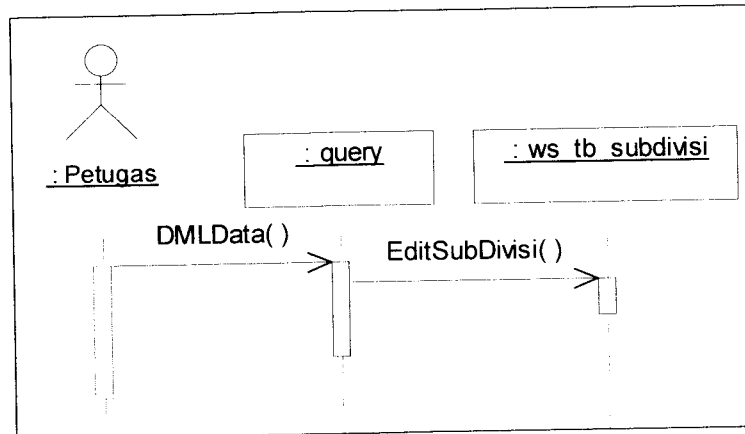 : Petugas
: query
: ws_tb_subdivisi
DMLData( )
EditSubDivisi( )